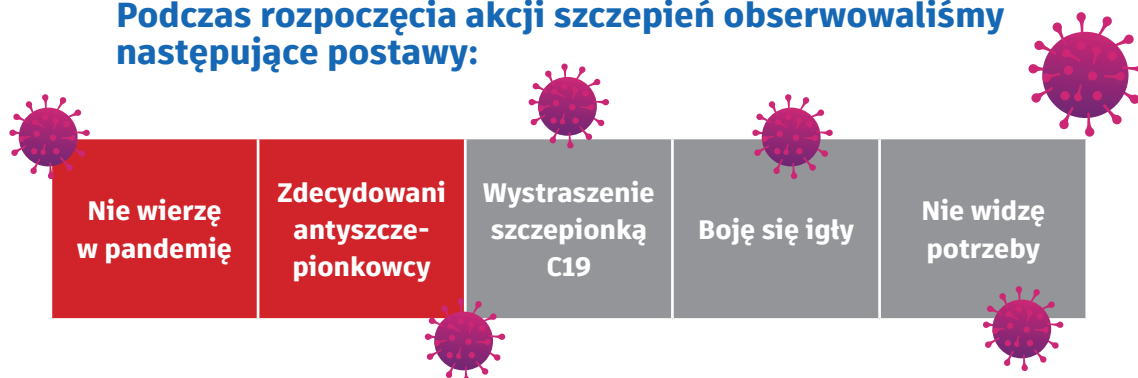 Podczas rozpoczęcia akcji szczepień obserwowaliśmy
następujące postawy:
Nie wierzę
w pandemię
Zdecydowani
antyszcze-
pionkowcy
Wystraszenie
szczepionką
C19
Boję się igły
Nie widzę
potrzeby